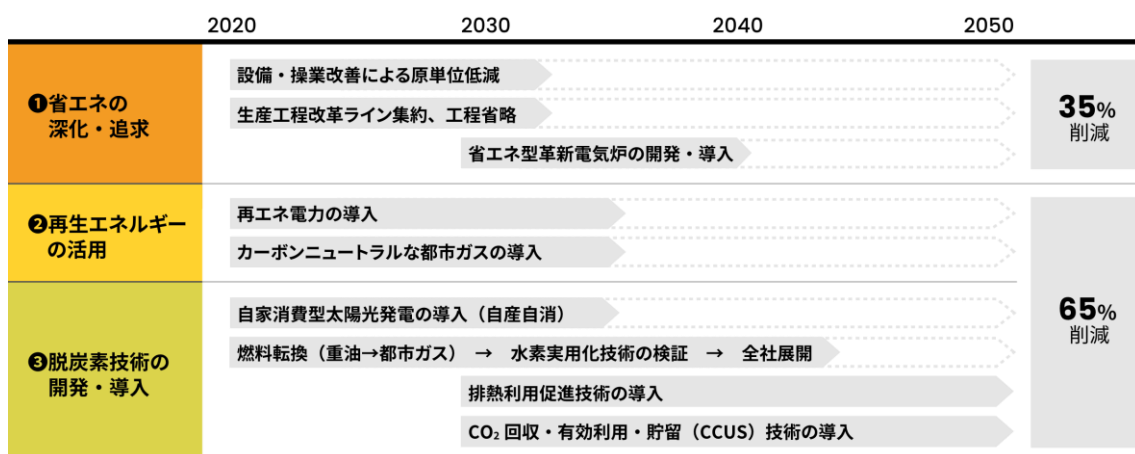 2020 2030 2040 2050
❶省エネの
深化・追求
設備・操業改善による原単位低減
生産工程改革ライン集約、工程省略
省エネ型革新電気炉の開発・導入
35%
削減
❷再生エネルギー
の活用
再エネ電力の導入
カーボンニュートラルな都市ガスの導入
❸脱炭素技術の
開発・導入
自家消費型太陽光発電の導入（自産自消）
燃料転換（重油→都市ガス） → 水素実用化技術の検証 → 全社展開
排熱利用促進技術の導入
CO₂ 回収・有効利用・貯留（CCUS）技術の導入
65%
削減